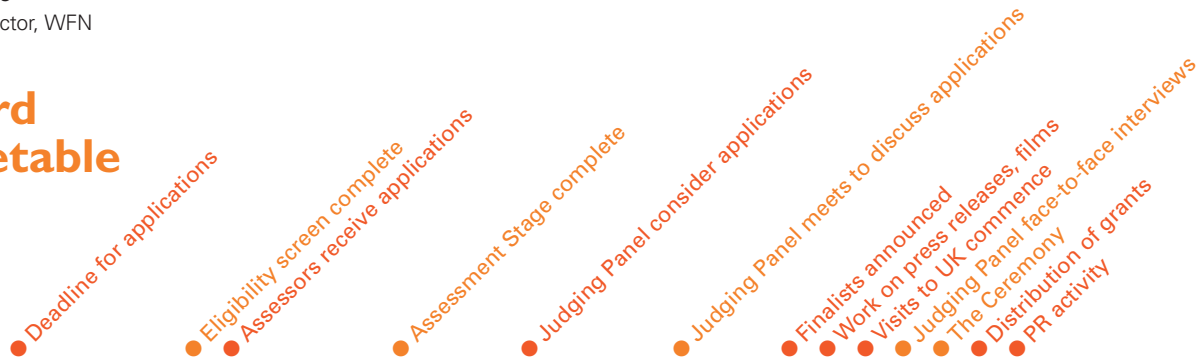 ctor, WFN
rd
etable
Deadline for applications
Eligibility screen complete
Assessors receive applications
Assessment Stage complete
Judging Panel consider applications
Judging Panel meets to discuss applications
Finalists announced
Work on press releases, films
Visits to UK commence
Judging Panel face-to-face interviews
The Ceremony
Distribution of grants
PR activity